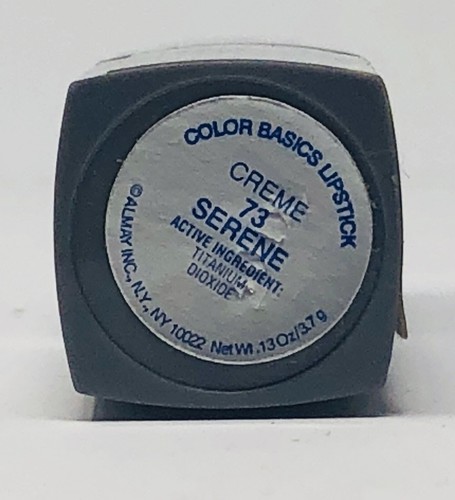 COLOR BASICS LIPSTICK
CREME
73
SERENE
ACTIVE INGREDIENT:
TITANIUM
DIOXIDE
©ALMAY INC., N.Y., NY 10022 Net Wt .13 Oz/3.7 g